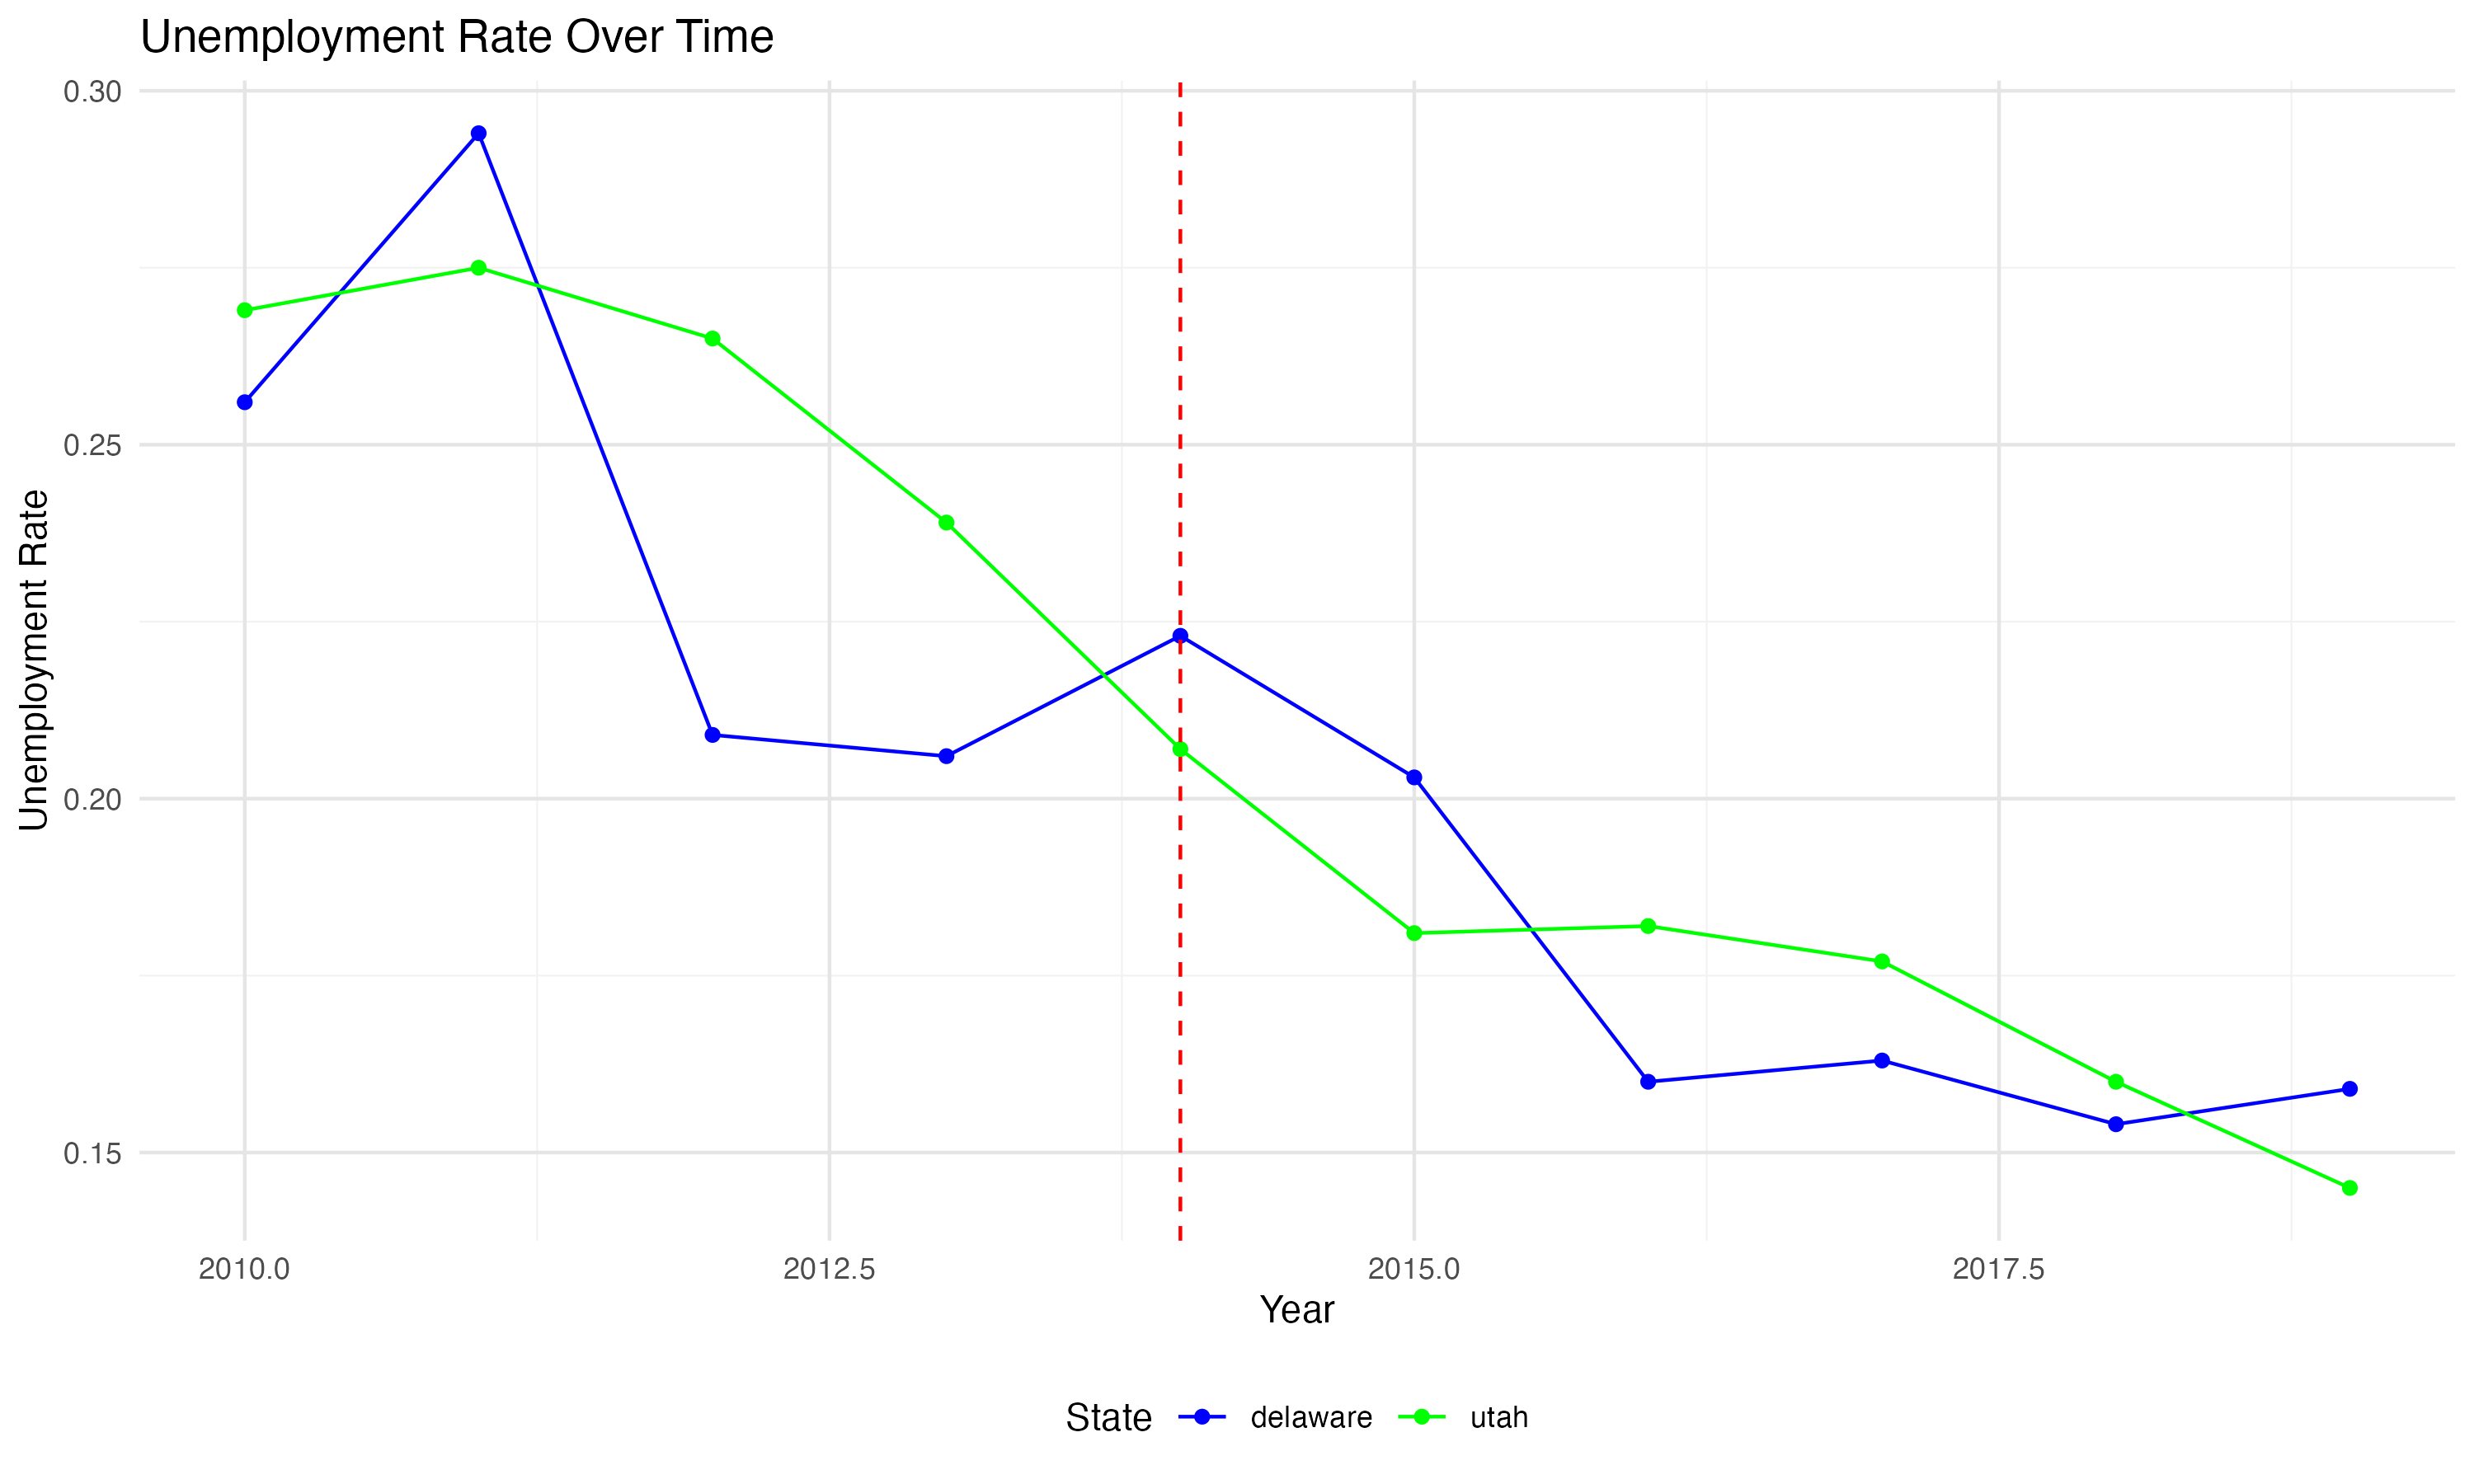 Unemployment Rate Over Time
0.30
0.25
0.20
0.15
Unemployment Rate
2010.0 2012.5 2015.0 2017.5
Year
State delaware utah